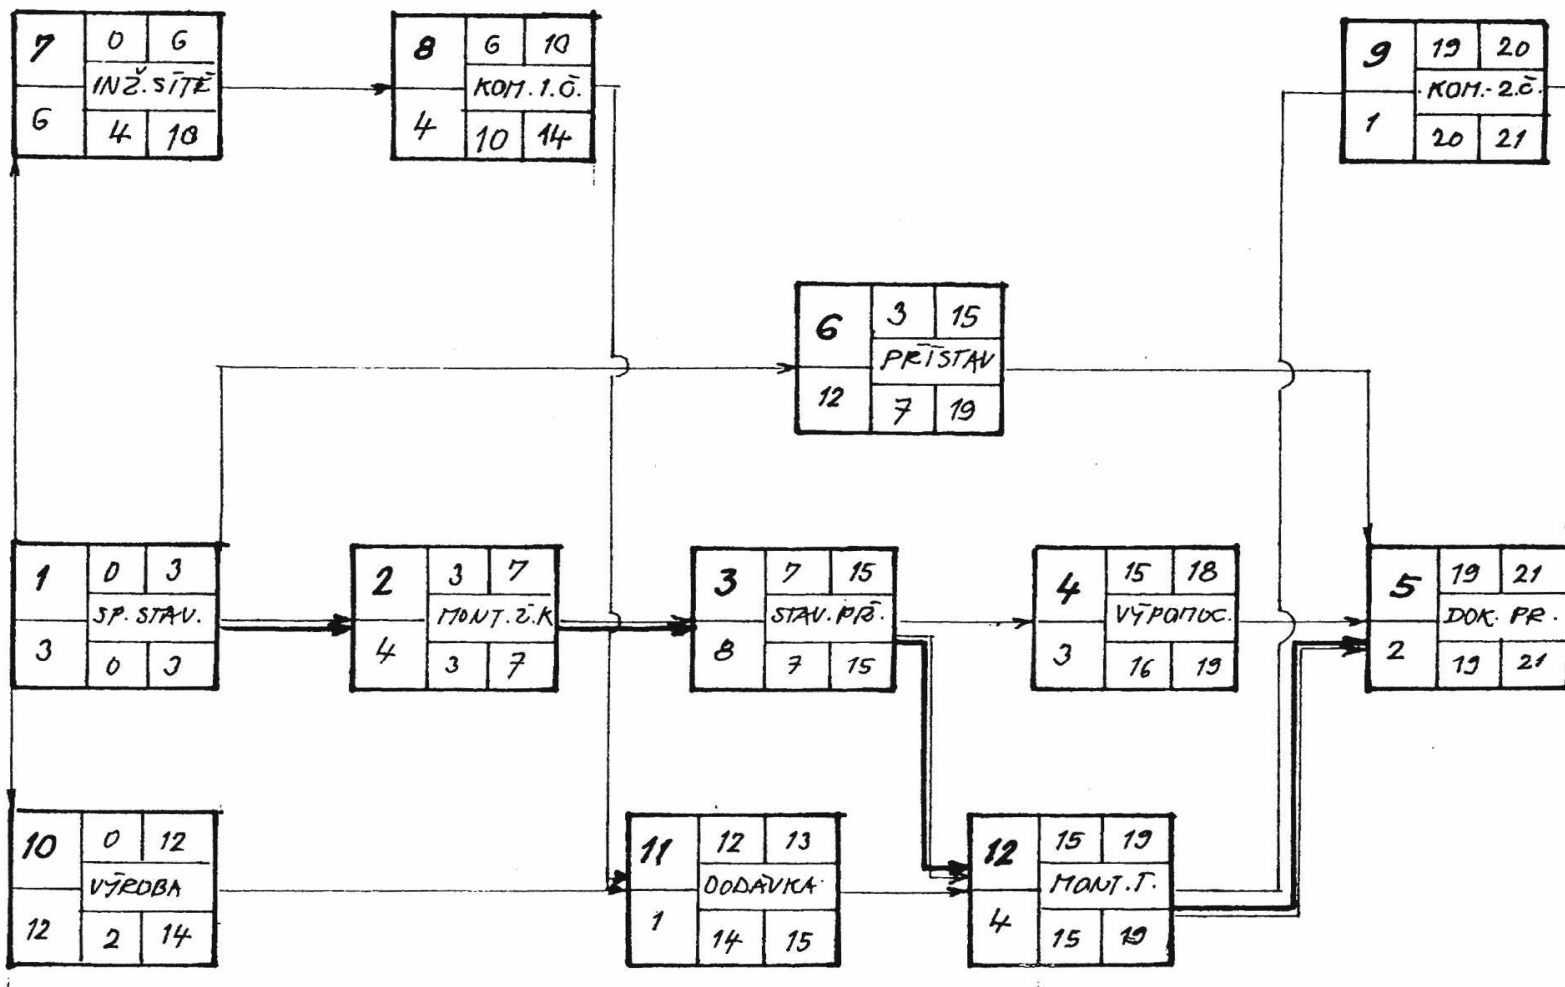 7 0 6
INŽ.SÍTĚ
6 4 10
8 6 10
KOM.1.Č.
4 10 14
9 19 20
KOM.-2.Č.
1 20 21
6 3 15
PŘÍSTAV
12 7 19
1 0 3
SP.STAV.
3 0 3
2 3 7
MONT.Ž.K
4 3 7
3 7 15
STAV.PŘ.
8 7 15
4 15 18
VÝPOMOC.
3 16 19
5 19 21
DOK. PR.
2 19 21
10 0 12
VÝROBA
12 2 14
11 12 13
DODÁVKA
1 14 15
12 15 19
MONT.T.
4 15 19